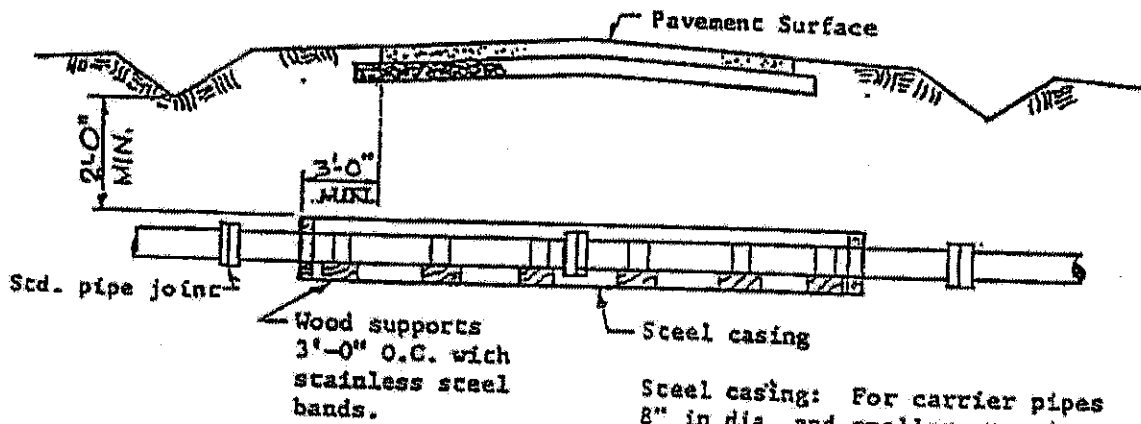 Pavement Surface
2'-0"
MIN.
3'-0"
MIN.
Std. pipe joint
Wood supports
3'-0" O.C. with
stainless steel
bands.
Steel casing
Steel casing: For carrier pipes
8" in dia. and smaller,